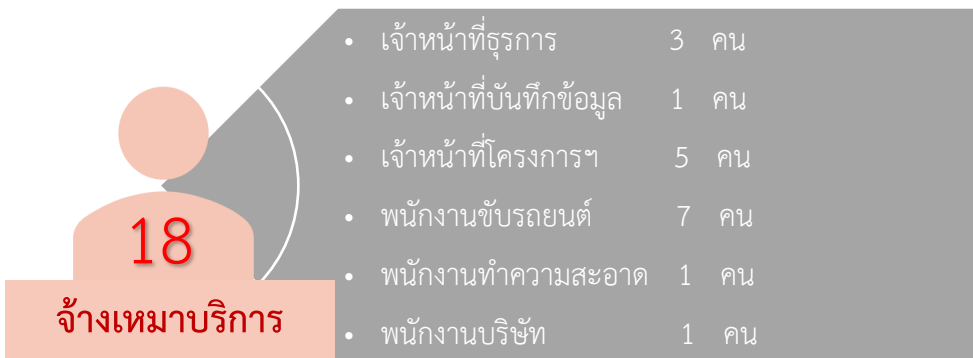 • เจ้าหน้าที่ธุรการ 3 คน
• เจ้าหน้าที่บันทึกข้อมูล 1 คน
• เจ้าหน้าที่โครงการฯ 5 คน
• พนักงานขับรถยนต์ 7 คน
• พนักงานทำความสะอาด 1 คน
• พนักงานบริษัท 1 คน
18
จ้างเหมาบริการ